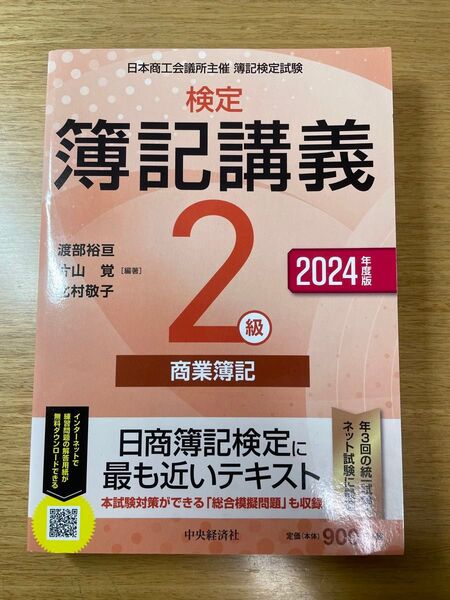 日本商工会議所主催 簿記検定試験
検定
簿記講義
2級
2024年度版
渡部裕亘
片山 覚[編著]
北村敬子
商業簿記
インターネットで
練習問題の解答用紙が
無料ダウンロードできる
日商簿記検定に
最も近いテキスト
本試験対策ができる「総合模擬問題」も収録
年3回の統一試験
ネット試験に
中央経済社
定価(本体)900